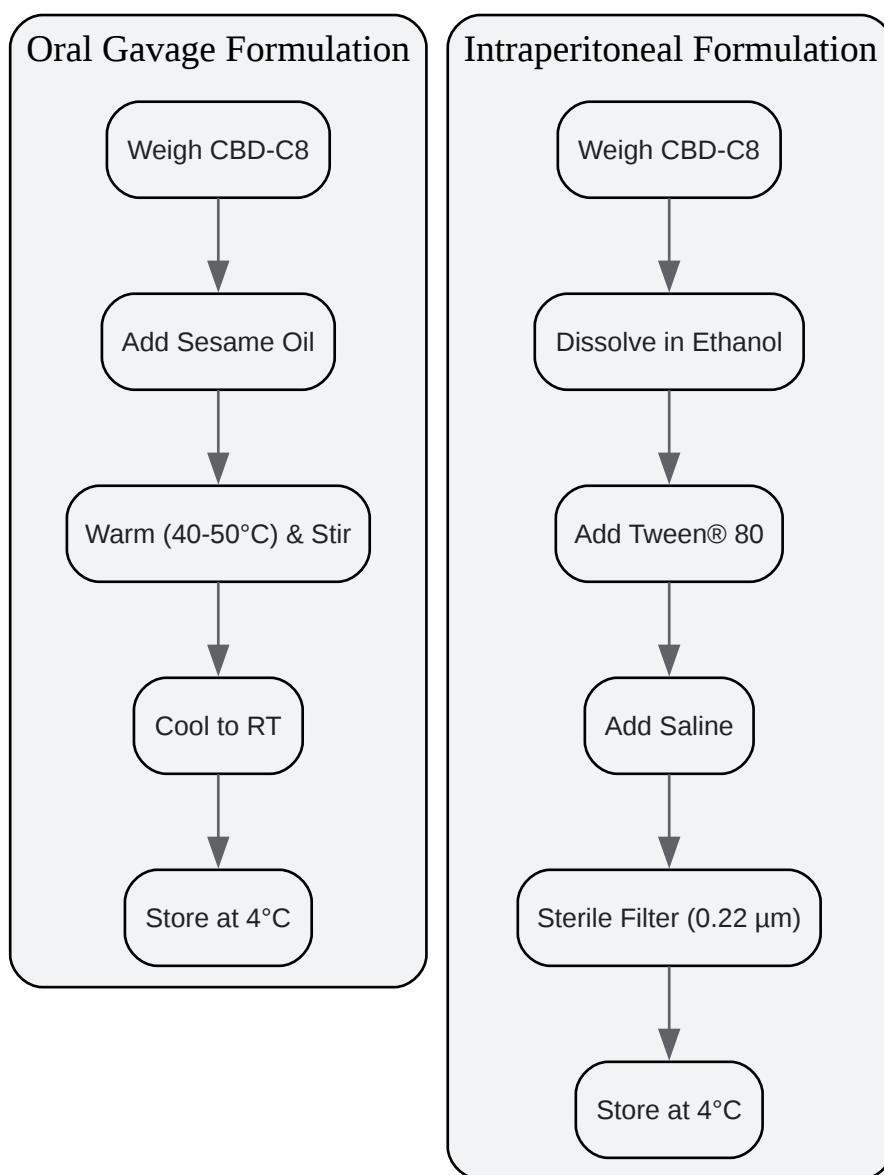 Oral Gavage Formulation
Weigh CBD-C8
Add Sesame Oil
Warm (40-50°C) & Stir
Cool to RT
Store at 4°C
Intraperitoneal Formulation
Weigh CBD-C8
Dissolve in Ethanol
Add Tween® 80
Add Saline
Sterile Filter (0.22 µm)
Store at 4°C